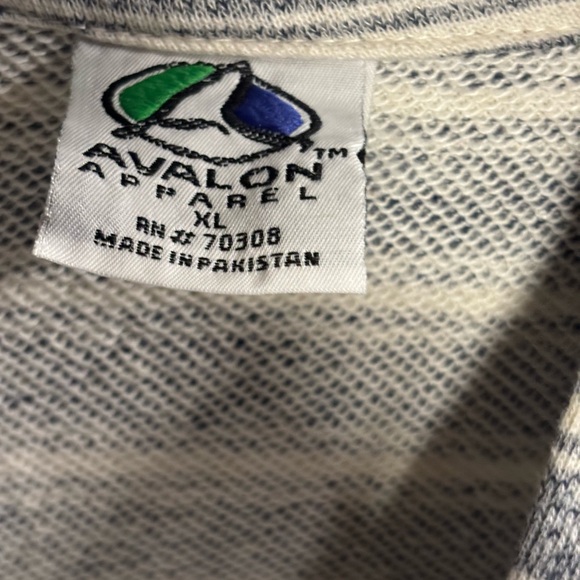 AVALON™
APPAREL
XL
RN# 70308
MADE IN PAKISTAN